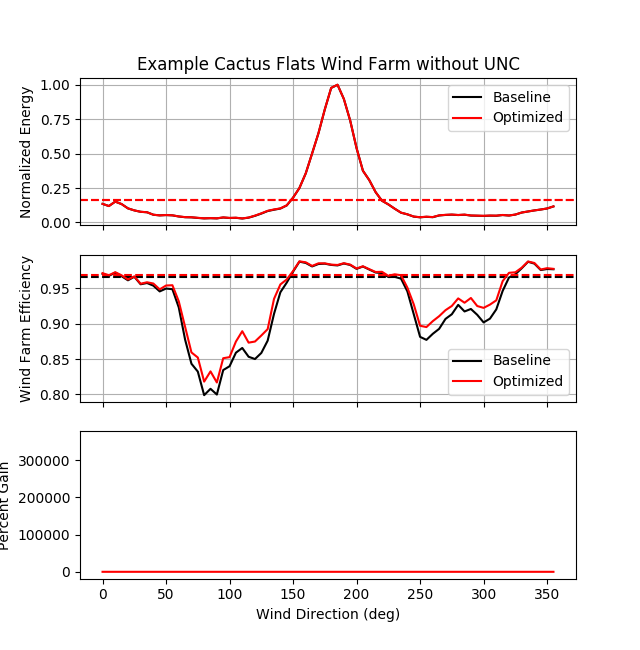 Example Cactus Flats Wind Farm without UNC
Normalized Energy
1.00
0.75
0.50
0.25
0.00
Baseline
Optimized
Wind Farm Efficiency
0.95
0.90
0.85
0.80
Baseline
Optimized
Percent Gain
300000
200000
100000
0
0 50 100 150 200 250 300 350
Wind Direction (deg)